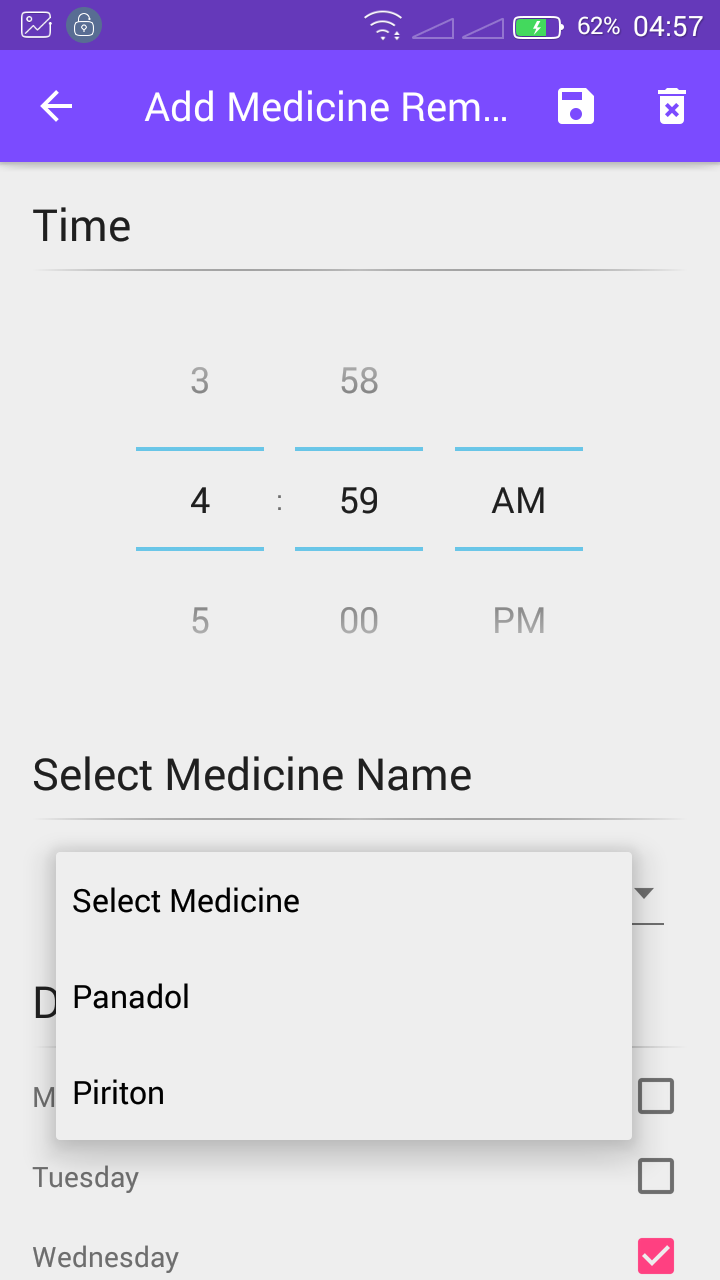 62% 04:57
Add Medicine Rem...
Time
3 58
4 : 59 AM
5 00 PM
Select Medicine Name
Select Medicine
D
Panadol
M
Piriton
Tuesday
Wednesday